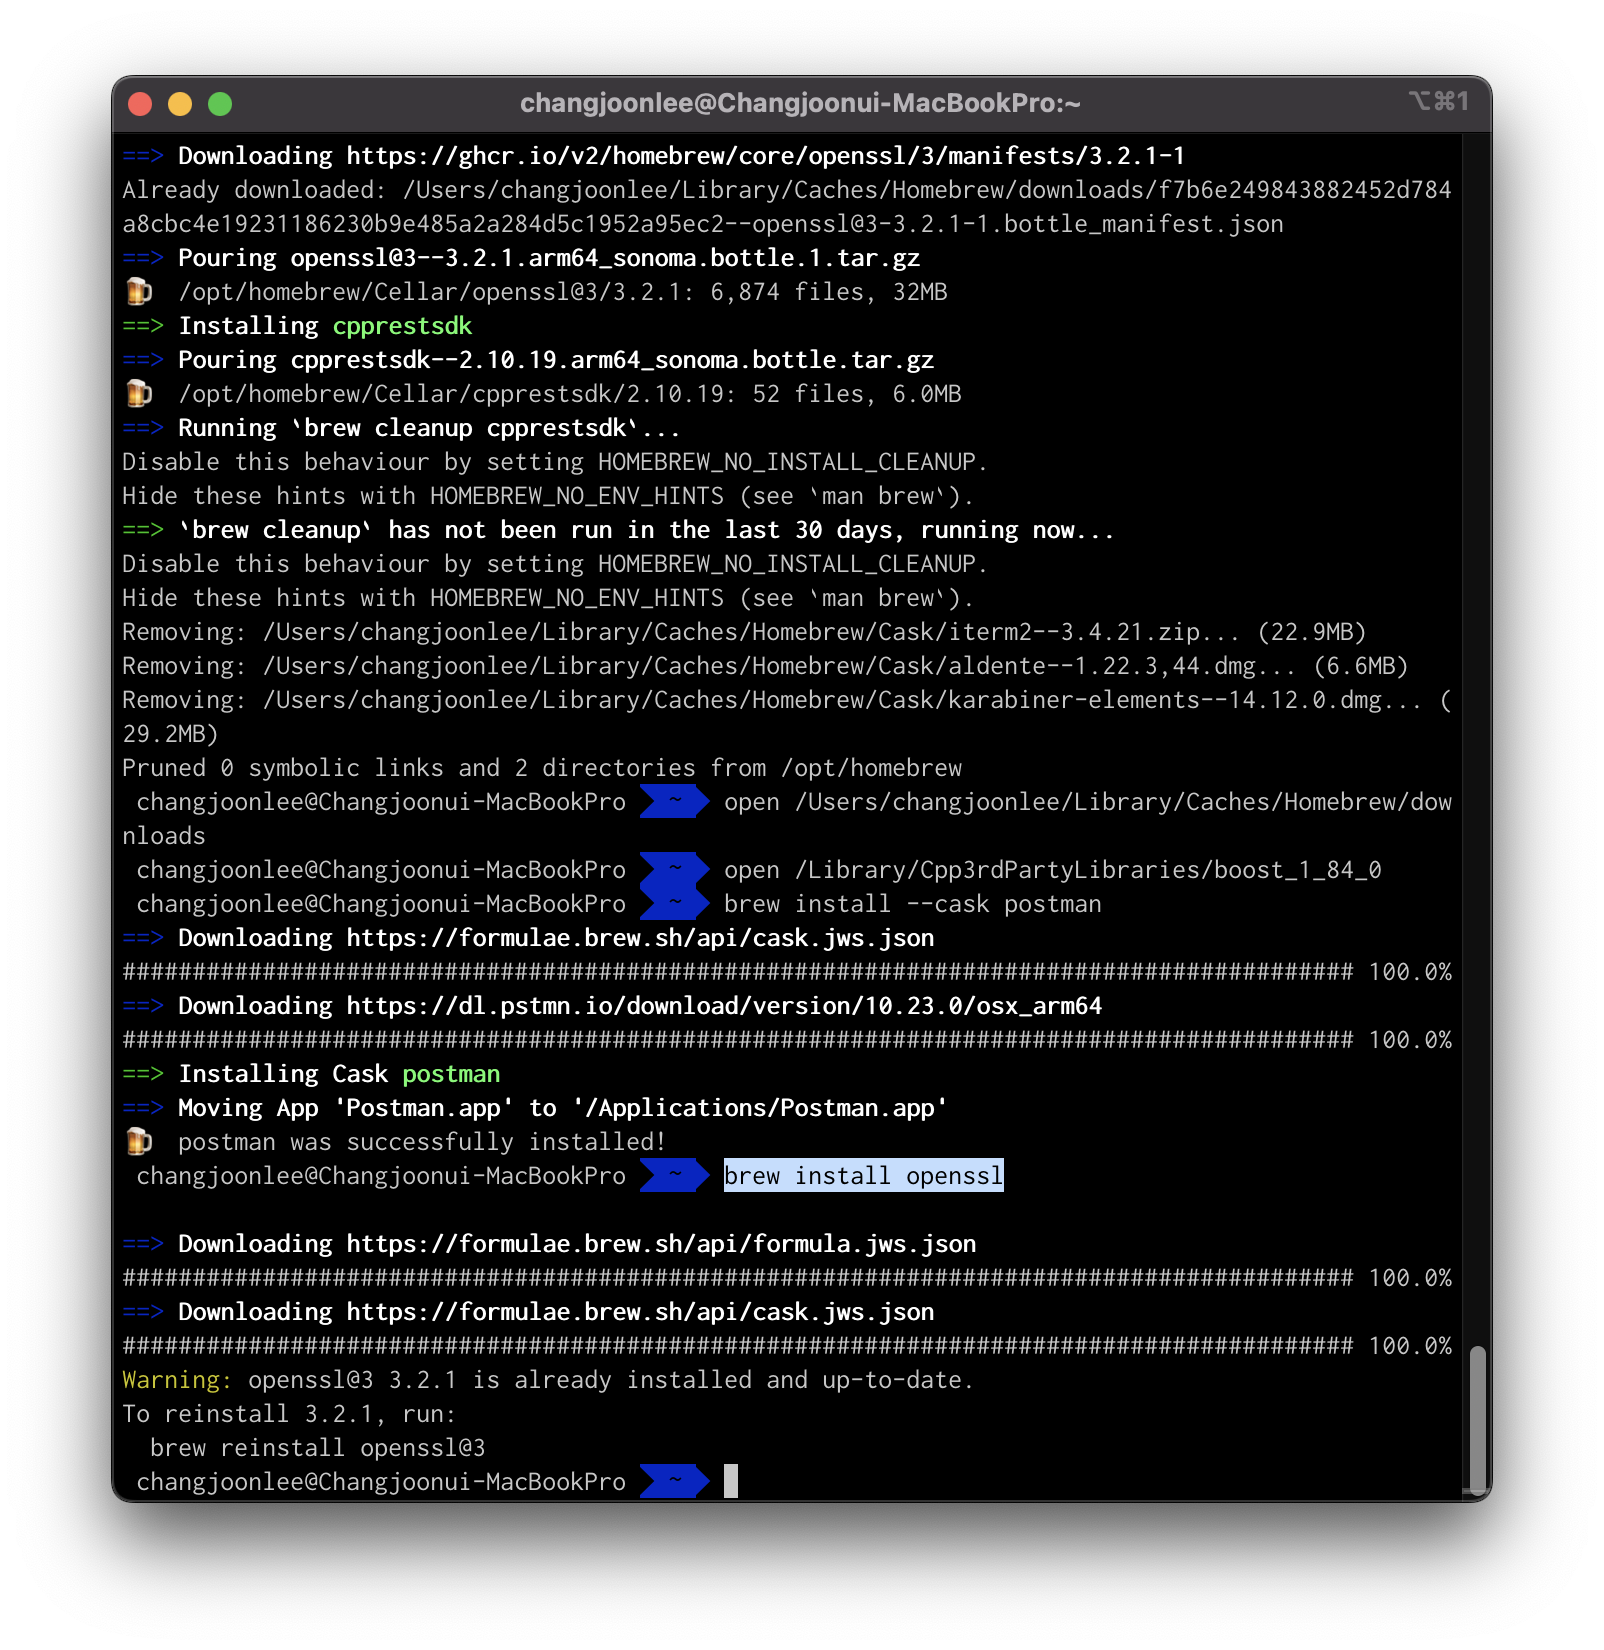 changjoonlee@Changjoonui-MacBookPro:~
⌥⌘1
==> Downloading https://ghcr.io/v2/homebrew/core/openssl/3/manifests/3.2.1-1
Already downloaded: /Users/changjoonlee/Library/Caches/Homebrew/downloads/f7b6e249843882452d784
a8cbc4e19231186230b9e485a2a284d5c1952a95ec2--openssl@3-3.2.1-1.bottle_manifest.json
==> Pouring openssl@3--3.2.1.arm64_sonoma.bottle.1.tar.gz
🍺  /opt/homebrew/Cellar/openssl@3/3.2.1: 6,874 files, 32MB
==> Installing cpprestsdk
==> Pouring cpprestsdk--2.10.19.arm64_sonoma.bottle.tar.gz
🍺  /opt/homebrew/Cellar/cpprestsdk/2.10.19: 52 files, 6.0MB
==> Running `brew cleanup cpprestsdk`...
Disable this behaviour by setting HOMEBREW_NO_INSTALL_CLEANUP.
Hide these hints with HOMEBREW_NO_ENV_HINTS (see `man brew`).
==> `brew cleanup` has not been run in the last 30 days, running now...
Disable this behaviour by setting HOMEBREW_NO_INSTALL_CLEANUP.
Hide these hints with HOMEBREW_NO_ENV_HINTS (see `man brew`).
Removing: /Users/changjoonlee/Library/Caches/Homebrew/Cask/iterm2--3.4.21.zip... (22.9MB)
Removing: /Users/changjoonlee/Library/Caches/Homebrew/Cask/aldente--1.22.3,44.dmg... (6.6MB)
Removing: /Users/changjoonlee/Library/Caches/Homebrew/Cask/karabiner-elements--14.12.0.dmg... (
29.2MB)
Pruned 0 symbolic links and 2 directories from /opt/homebrew
changjoonlee@Changjoonui-MacBookPro ~ open /Users/changjoonlee/Library/Caches/Homebrew/dow
nloads
changjoonlee@Changjoonui-MacBookPro ~ open /Library/Cpp3rdPartyLibraries/boost_1_84_0
changjoonlee@Changjoonui-MacBookPro ~ brew install --cask postman
==> Downloading https://formulae.brew.sh/api/cask.jws.json
######################################################################################## 100.0%
==> Downloading https://dl.pstmn.io/download/version/10.23.0/osx_arm64
######################################################################################## 100.0%
==> Installing Cask postman
==> Moving App 'Postman.app' to '/Applications/Postman.app'
🍺  postman was successfully installed!
changjoonlee@Changjoonui-MacBookPro ~ brew install openssl
==> Downloading https://formulae.brew.sh/api/formula.jws.json
######################################################################################## 100.0%
==> Downloading https://formulae.brew.sh/api/cask.jws.json
######################################################################################## 100.0%
Warning: openssl@3 3.2.1 is already installed and up-to-date.
To reinstall 3.2.1, run:
  brew reinstall openssl@3
changjoonlee@Changjoonui-MacBookPro ~